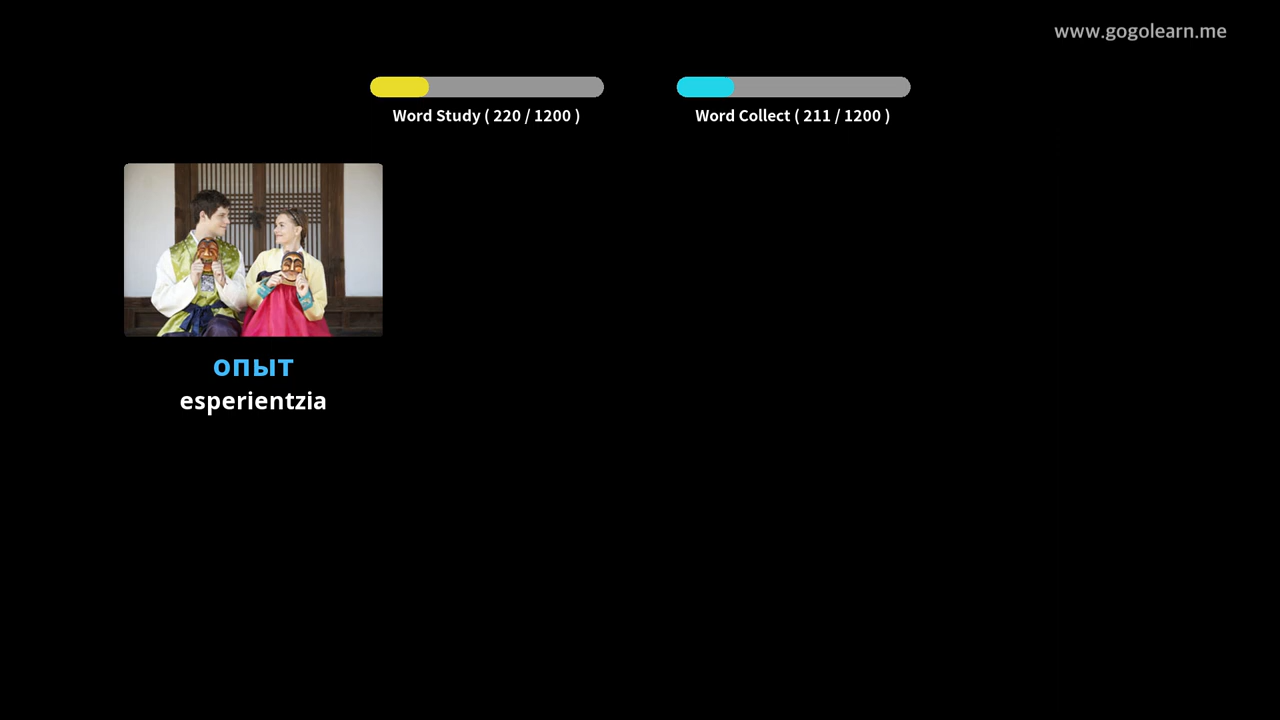 www.gogolearn.me
Word Study ( 220 / 1200 )
Word Collect ( 211 / 1200 )
опыт
esperientzia